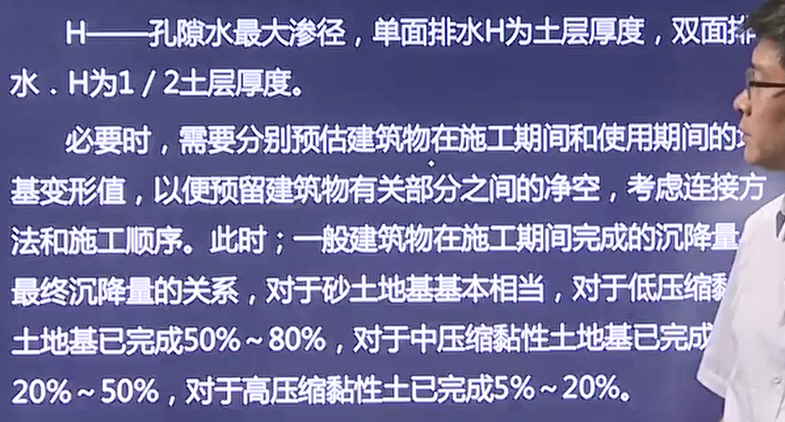 H——孔隙水最大渗径，单面排水H为土层厚度，双面排
水．H为1／2土层厚度。
必要时，需要分别预估建筑物在施工期间和使用期间的
基变形值，以便预留建筑物有关部分之间的净空，考虑连接方
法和施工顺序。此时；一般建筑物在施工期间完成的沉降量
最终沉降量的关系，对于砂土地基基本相当，对于低压缩黏
土地基已完成50%～80%，对于中压缩黏性土地基已完成
20%～50%，对于高压缩黏性土已完成5%～20%。